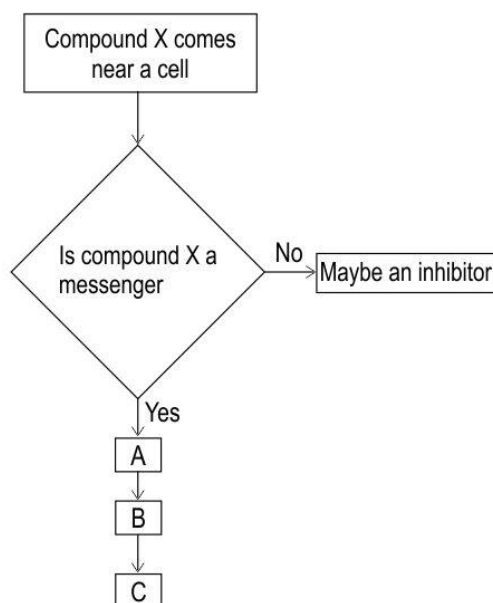 Compound X comes
near a cell
Is compound X a
messenger
No
Maybe an inhibitor
Yes
A
B
C